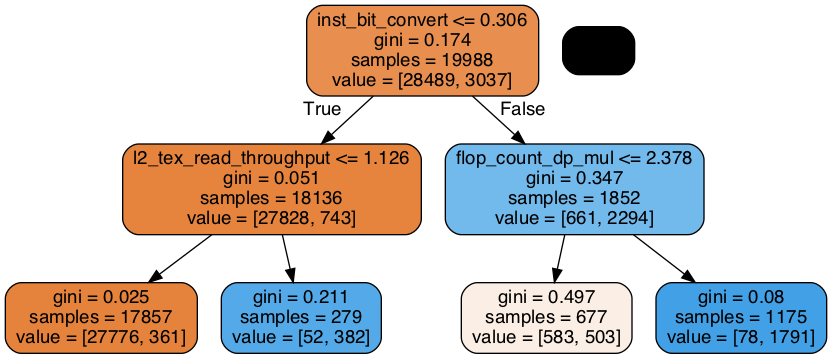 inst_bit_convert <= 0.306
gini = 0.174
samples = 19988
value = [28489, 3037]
True
False
l2_tex_read_throughput <= 1.126
gini = 0.051
samples = 18136
value = [27828, 743]
flop_count_dp_mul <= 2.378
gini = 0.347
samples = 1852
value = [661, 2294]
gini = 0.025
samples = 17857
value = [27776, 361]
gini = 0.211
samples = 279
value = [52, 382]
gini = 0.497
samples = 677
value = [583, 503]
gini = 0.08
samples = 1175
value = [78, 1791]